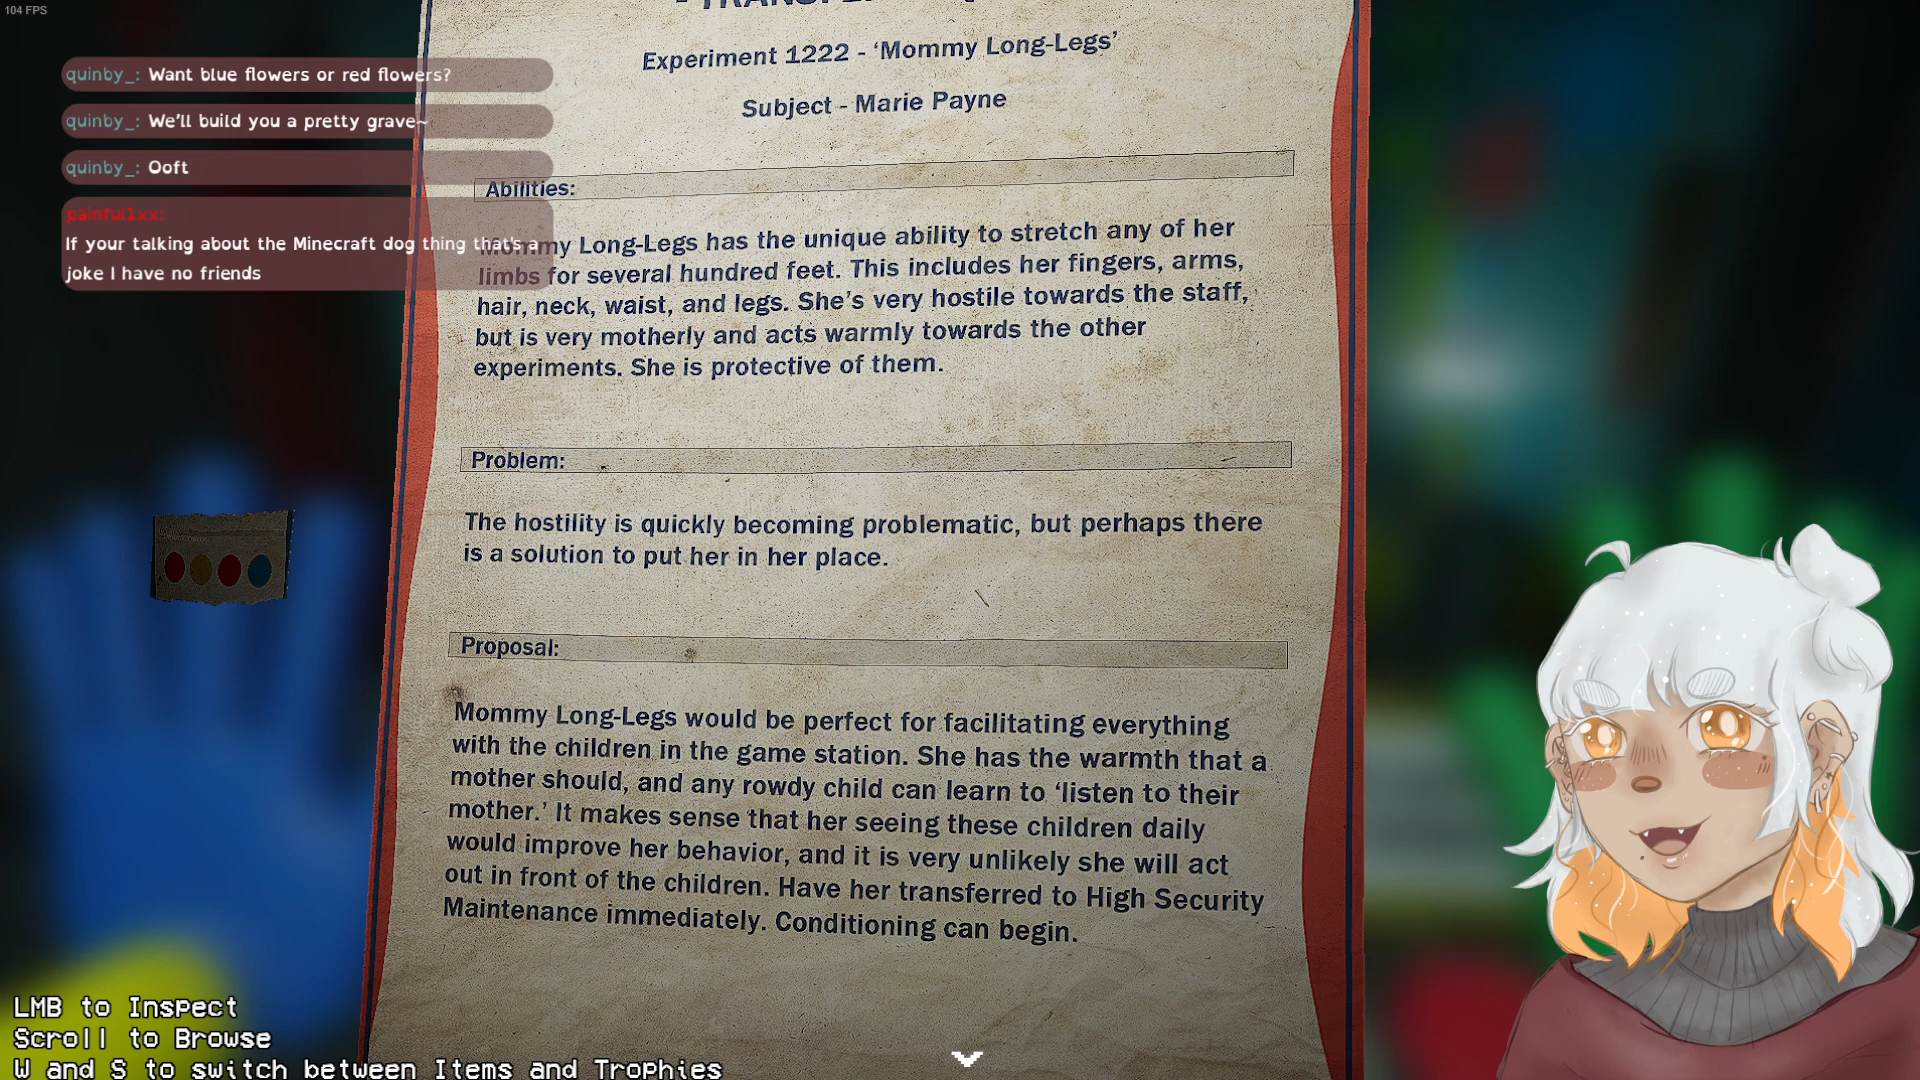 104 FPS
quinby_: Want blue flowers or red flowers?
quinby_: We'll build you a pretty grave~
quinby_: Ooft
painful1xx:
If your talking about the Minecraft dog thing that's a
joke I have no friends
Experiment 1222 - ‘Mommy Long-Legs’
Subject - Marie Payne
Abilities:
Mommy Long-Legs has the unique ability to stretch any of her
limbs for several hundred feet. This includes her fingers, arms,
hair, neck, waist, and legs. She's very hostile towards the staff,
but is very motherly and acts warmly towards the other
experiments. She is protective of them.
Problem:
The hostility is quickly becoming problematic, but perhaps there
is a solution to put her in her place.
Proposal:
Mommy Long-Legs would be perfect for facilitating everything
with the children in the game station. She has the warmth that a
mother should, and any rowdy child can learn to ‘listen to their
mother.’ It makes sense that her seeing these children daily
would improve her behavior, and it is very unlikely she will act
out in front of the children. Have her transferred to High Security
Maintenance immediately. Conditioning can begin.
LMB to Inspect
Scroll to Browse
W and S to switch between Items and Trophies